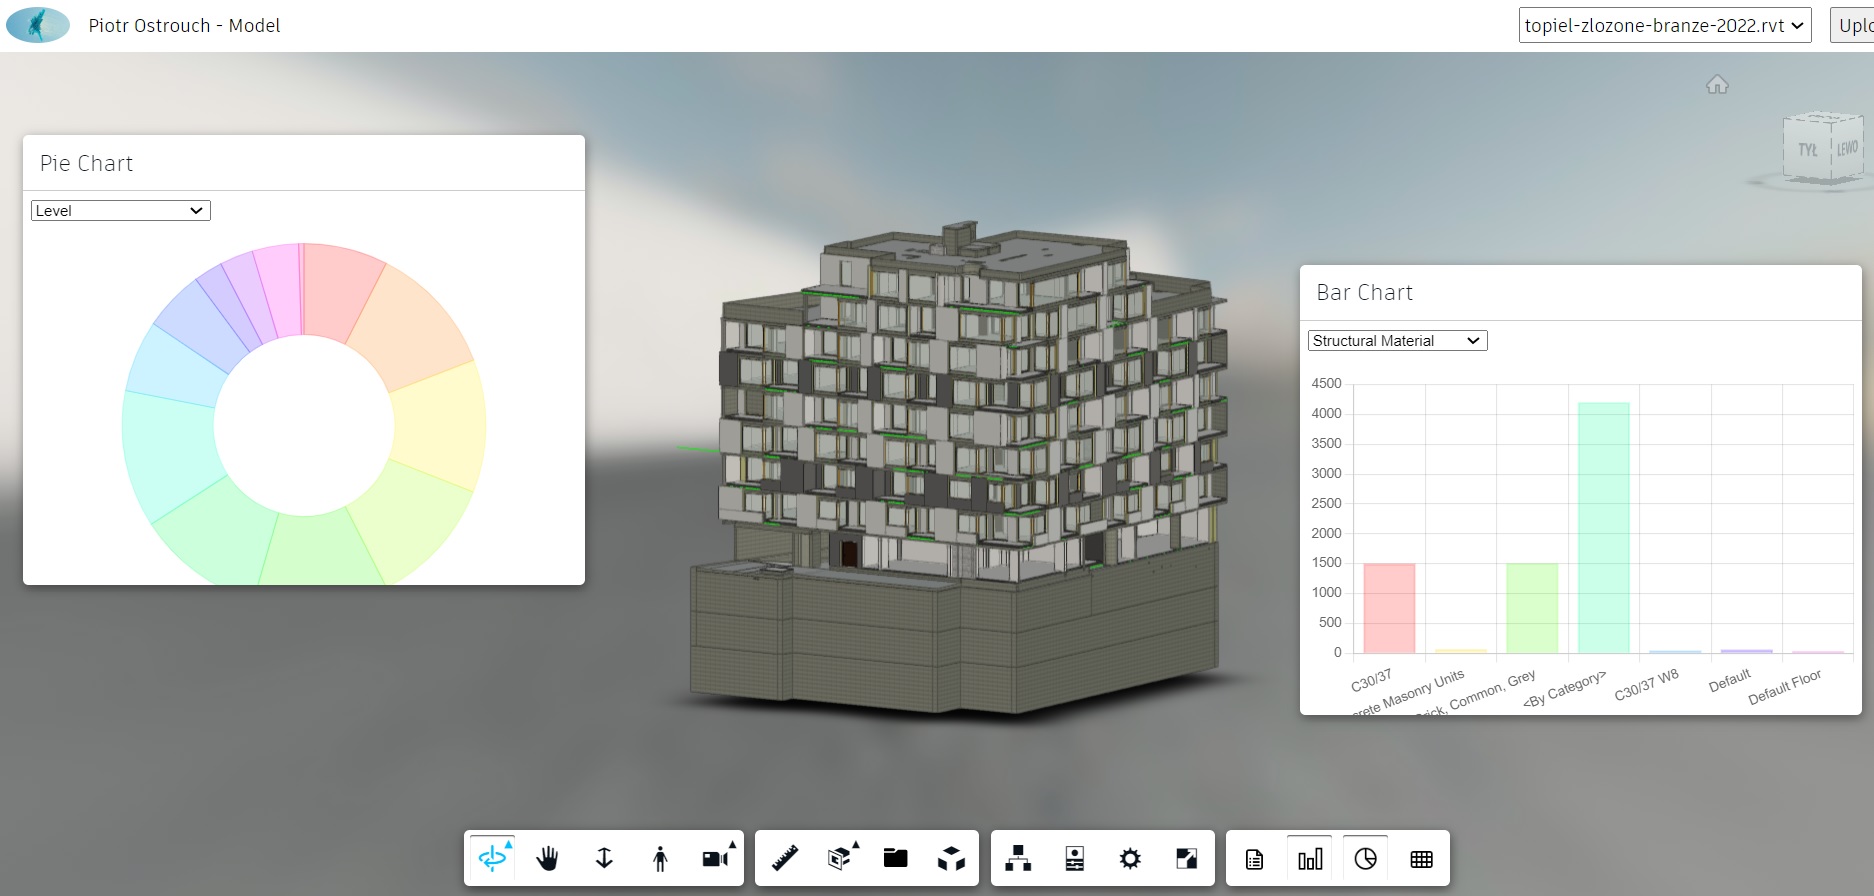 Piotr Ostrouch - Model
topiel-zlozone-branze-2022.rvt
Uplo
TYŁ
LEWO
Pie Chart
Level
Bar Chart
Structural Material
4500
4000
3500
3000
2500
2000
1500
1000
500
0
C30/37
crete Masonry Units
Brick, Common, Grey
<By Category>
C30/37 W8
Default
Default Floor